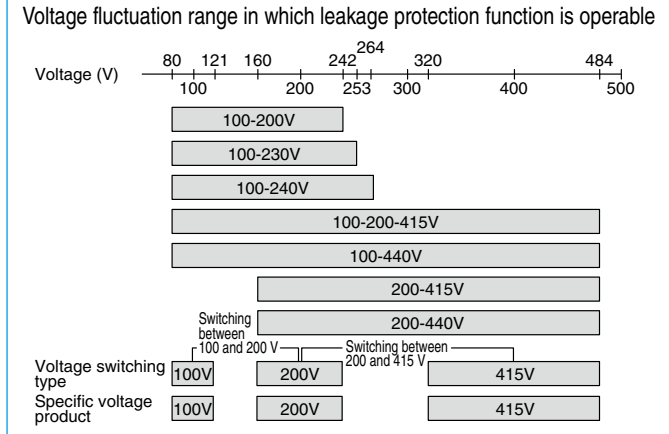 Voltage fluctuation range in which leakage protection function is operable
264
80 121 160 242 320 484
Voltage (V)
100 200 253 300 400 500
100-200V
100-230V
100-240V
100-200-415V
100-440V
200-415V
200-440V
Switching
between
100 and 200 V
Switching between
200 and 415 V
Voltage switching
type
100V 200V 415V
Specific voltage
product
100V 200V 415V